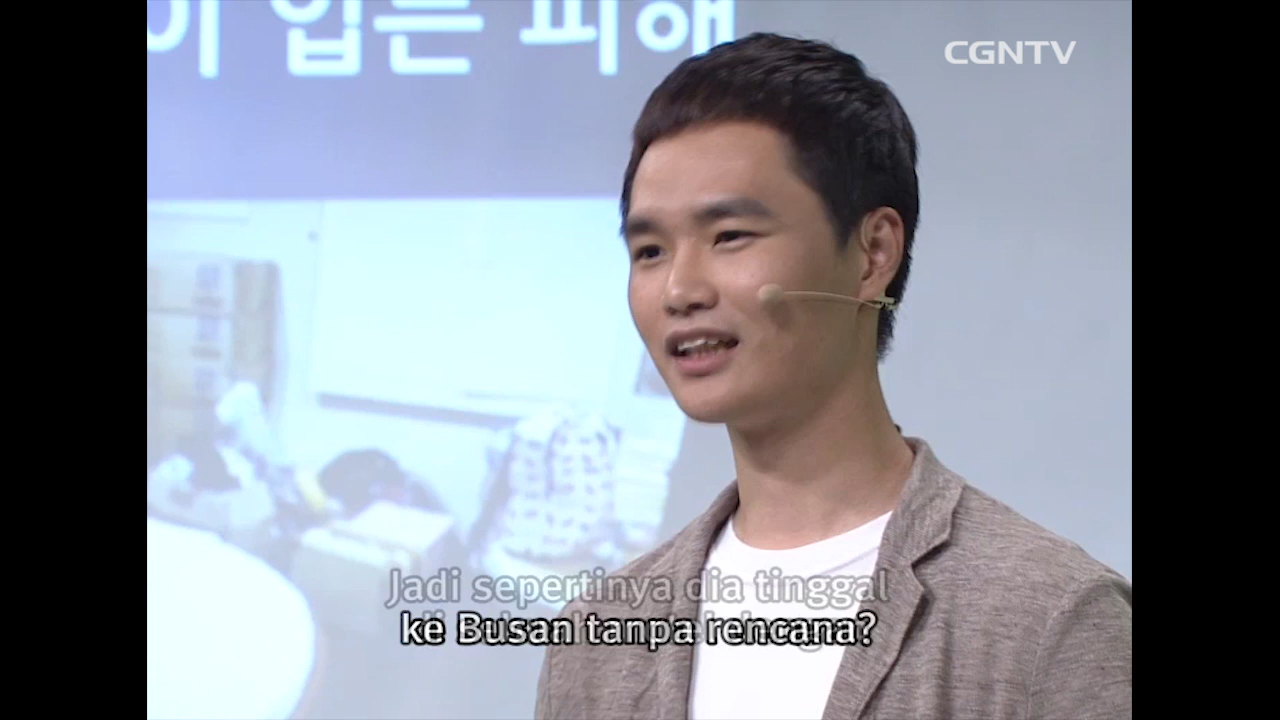 이 입은 피해
CGNTV
Jadi sepertinya dia tinggal
ke Busan tanpa rencana?